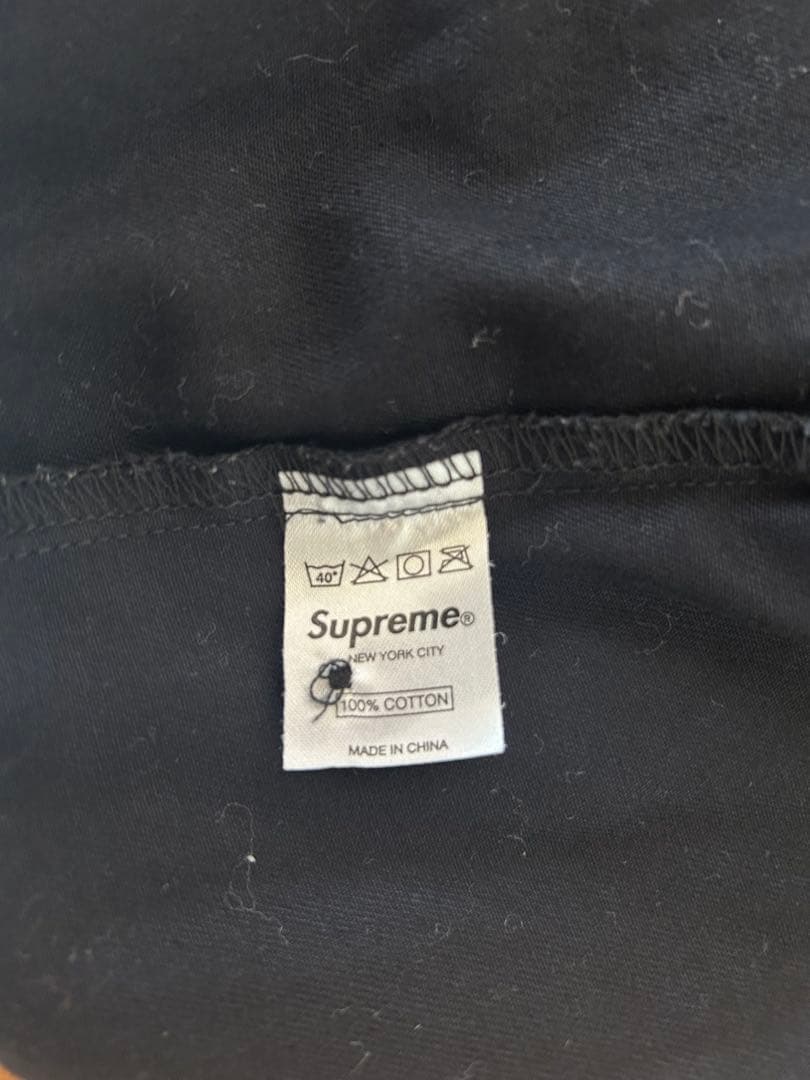 40°
Supreme®
NEW YORK CITY
100% COTTON
MADE IN CHINA